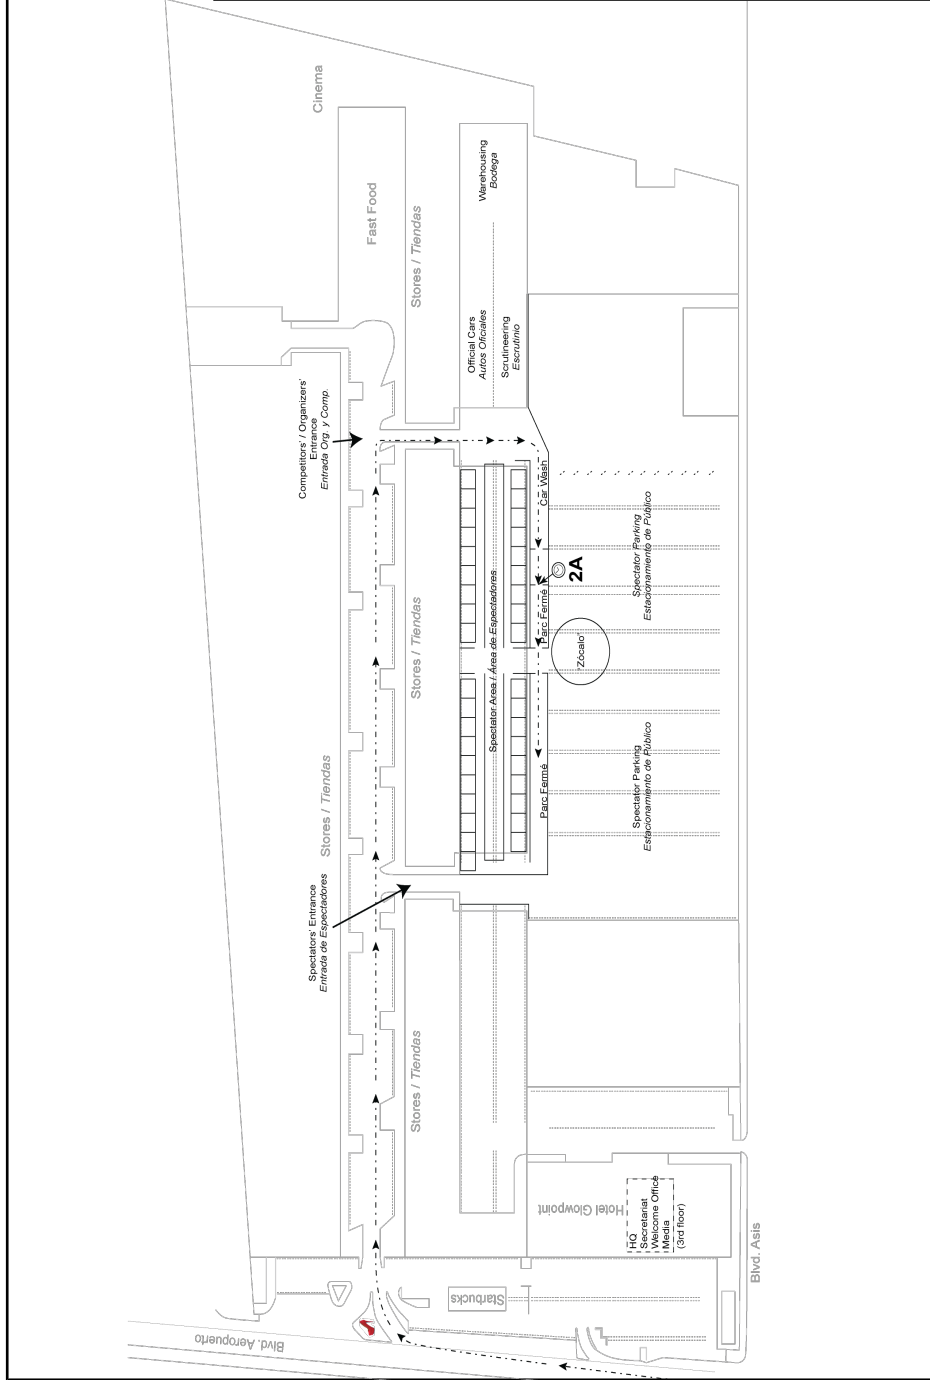 Cinema
Fast Food
Stores / Tiendas
Warehousing
Bodega
Official Cars
Autos Oficiales
Scrutineering
Escrutinio
Competitors' / Organizers'
Entrance
Entrada Org. y Comp.
Car Wash
2A
Parc Fermé
"Zócalo"
Spectator Parking
Estacionamiento de Público
Spectator Area / Área de Espectadores
Stores / Tiendas
Stores / Tiendas
Parc Fermé
Spectator Parking
Estacionamiento de Público
Spectators' Entrance
Entrada de Espectadores
Stores / Tiendas
Hotel Glowpoint
HQ
Secretariat
Welcome Office
Media
(3rd floor)
Blvd. Asis
Starbucks
Blvd. Aeropuerto